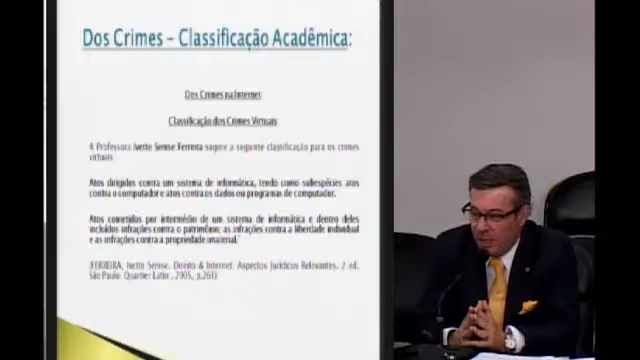 Dos Crimes – Classificação Acadêmica:
Dos Crimes na Internet
Classificação dos Crimes Virtuais
A Professora Ivette Senise Ferreira sugere a seguinte classificação para os crimes
virtuais
Atos dirigidos contra um sistema de informática, tendo como subespécies atos
contra o computador e atos contra os dados ou programas de computador.
Atos cometidos por intermédio de um sistema de informática e dentro deles
incluídos infrações contra o patrimônio; as infrações contra a liberdade individual
e as infrações contra a propriedade imaterial.
(FERREIRA, Ivette Senise. Direito & Internet: Aspectos Jurídicos Relevantes. 2 ed.
São Paulo: Quartier Latin, 2005, p.261)